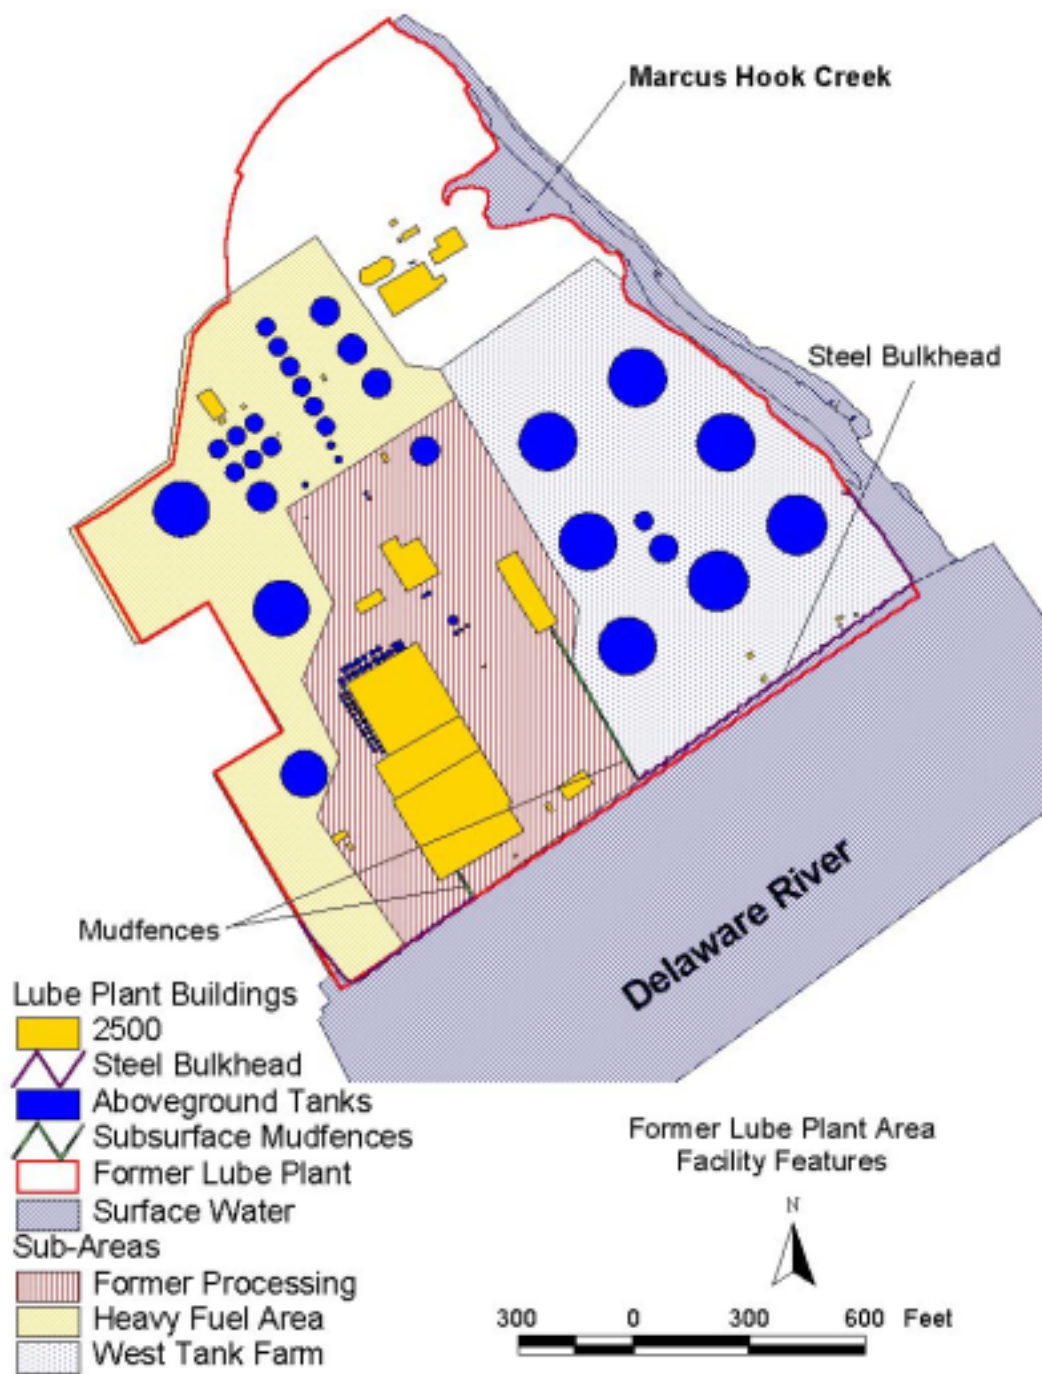 Marcus Hook Creek
Steel Bulkhead
Mudfences
Delaware River
Lube Plant Buildings
2500
Steel Bulkhead
Aboveground Tanks
Subsurface Mudfences
Former Lube Plant
Surface Water
Sub-Areas
Former Processing
Heavy Fuel Area
West Tank Farm
Former Lube Plant Area
Facility Features
N
300 0 300 600 Feet